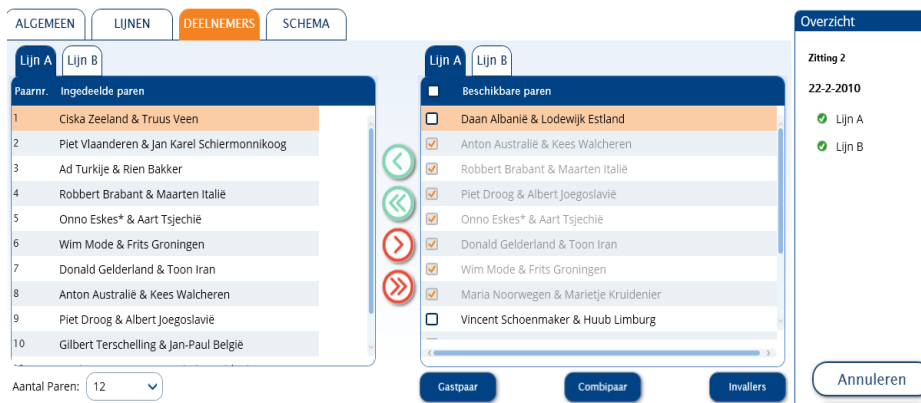 ALGEMEEN LIJNEN DEELNEMERS SCHEMA
Lijn A Lijn B
Paarnr. Ingedeelde paren
1 Ciska Zeeland & Truus Veen
2 Piet Vlaanderen & Jan Karel Schiermonnikoog
3 Ad Turkije & Rien Bakker
4 Robbert Brabant & Maarten Italië
5 Onno Eskes* & Aart Tsjechië
6 Wim Mode & Frits Groningen
7 Donald Gelderland & Toon Iran
8 Anton Australië & Kees Walcheren
9 Piet Droog & Albert Joegoslavië
10 Gilbert Terschelling & Jan-Paul België
Aantal Paren: 12
Lijn A Lijn B
Beschikbare paren
Daan Albanië & Lodewijk Estland
Anton Australië & Kees Walcheren
Robbert Brabant & Maarten Italië
Piet Droog & Albert Joegoslavië
Onno Eskes* & Aart Tsjechië
Donald Gelderland & Toon Iran
Wim Mode & Frits Groningen
Maria Noorwegen & Marietje Kruidenier
Vincent Schoenmaker & Huub Limburg
Gastpaar Combipaar Invallers
Overzicht
Zitting 2
22-2-2010
Lijn A
Lijn B
Annuleren